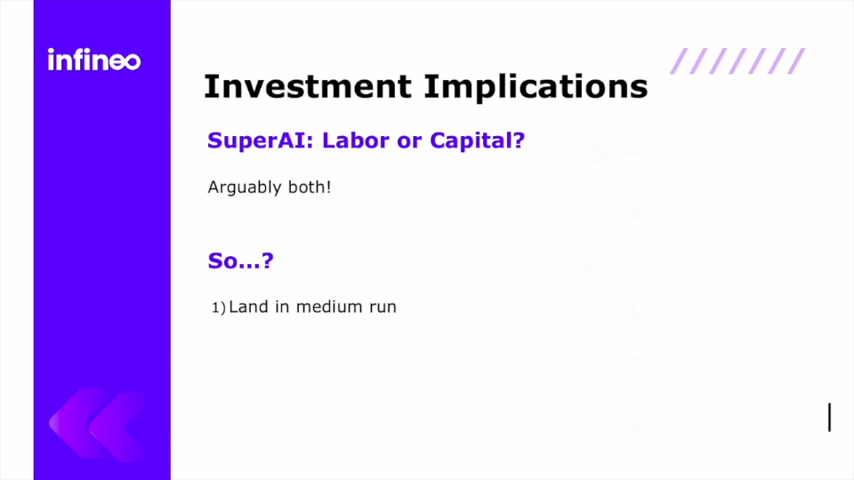 infineo
Investment Implications
SuperAI: Labor or Capital?
Arguably both!
So...?
1) Land in medium run